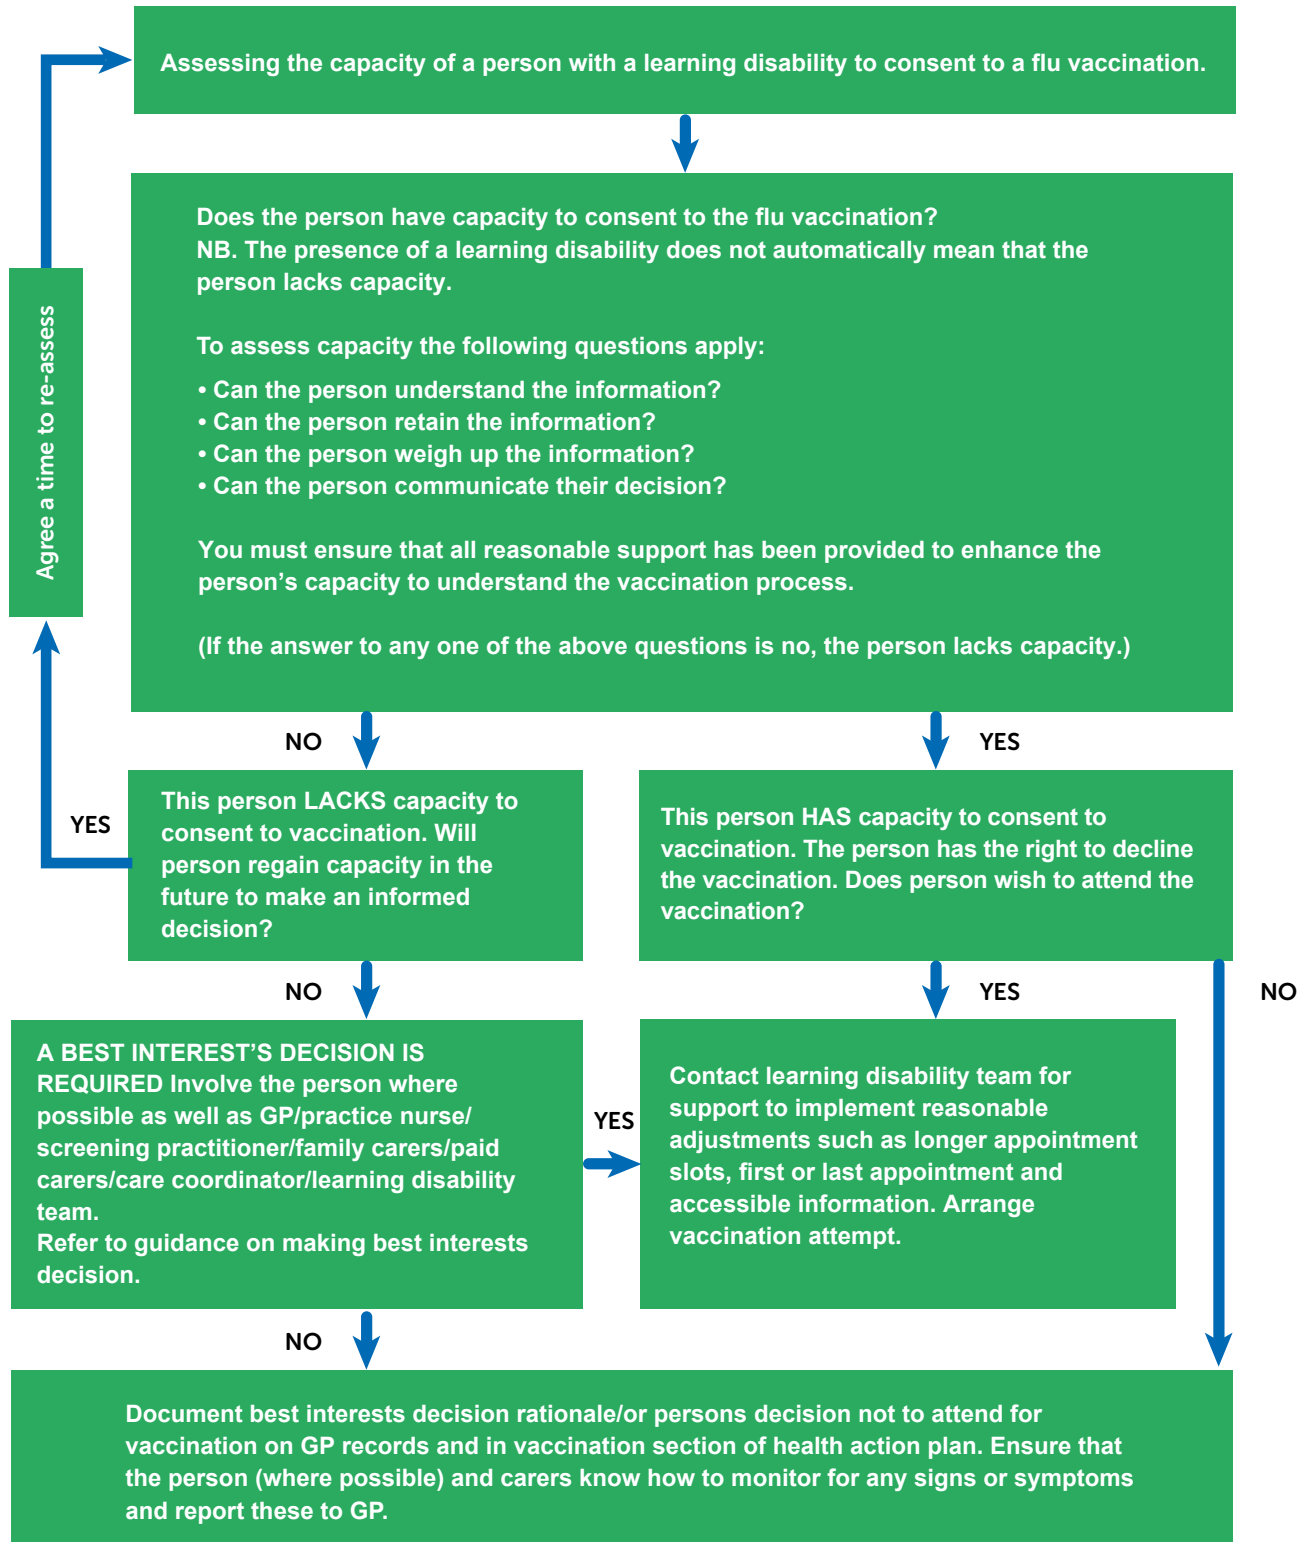 Assessing the capacity of a person with a learning disability to consent to a flu vaccination.
Does the person have capacity to consent to the flu vaccination?
NB. The presence of a learning disability does not automatically mean that the
person lacks capacity.
To assess capacity the following questions apply:
• Can the person understand the information?
• Can the person retain the information?
• Can the person weigh up the information?
• Can the person communicate their decision?
You must ensure that all reasonable support has been provided to enhance the
person’s capacity to understand the vaccination process.
(If the answer to any one of the above questions is no, the person lacks capacity.)
Agree a time to re-assess
NO
YES
YES
This person LACKS capacity to
consent to vaccination. Will
person regain capacity in the
future to make an informed
decision?
This person HAS capacity to consent to
vaccination. The person has the right to decline
the vaccination. Does person wish to attend the
vaccination?
NO
YES
NO
A BEST INTEREST’S DECISION IS
REQUIRED Involve the person where
possible as well as GP/practice nurse/
screening practitioner/family carers/paid
carers/care coordinator/learning disability
team.
Refer to guidance on making best interests
decision.
YES
Contact learning disability team for
support to implement reasonable
adjustments such as longer appointment
slots, first or last appointment and
accessible information. Arrange
vaccination attempt.
NO
Document best interests decision rationale/or persons decision not to attend for
vaccination on GP records and in vaccination section of health action plan. Ensure that
the person (where possible) and carers know how to monitor for any signs or symptoms
and report these to GP.